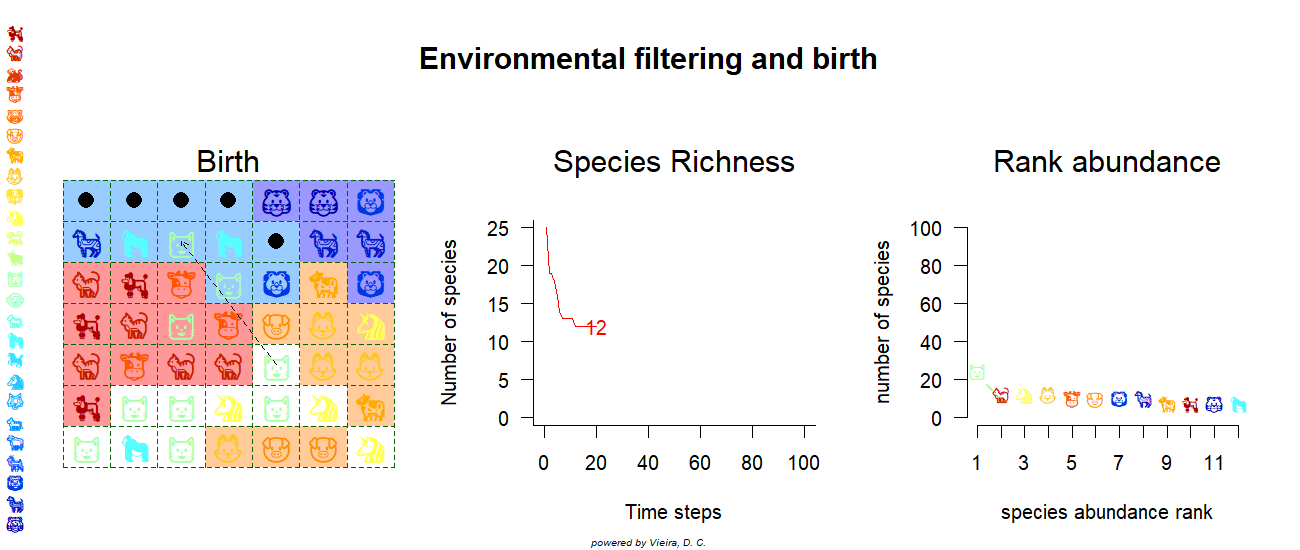 Environmental filtering and birth
Birth
Species Richness
Number of species
25
20
15
10
5
0
12
0 20 40 60 80 100
Time steps
Rank abundance
number of species
100
80
60
40
20
0
1 3 5 7 9 11
species abundance rank
powered by Vieira, D. C.